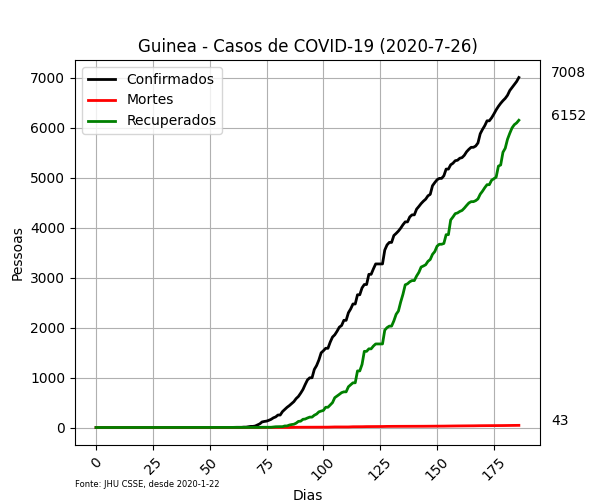 Guinea - Casos de COVID-19 (2020-7-26)
Confirmados
Mortes
Recuperados
7008
6152
43
Pessoas
7000
6000
5000
4000
3000
2000
1000
0
0
25
50
75
100
125
150
175
Fonte: JHU CSSE, desde 2020-1-22
Dias